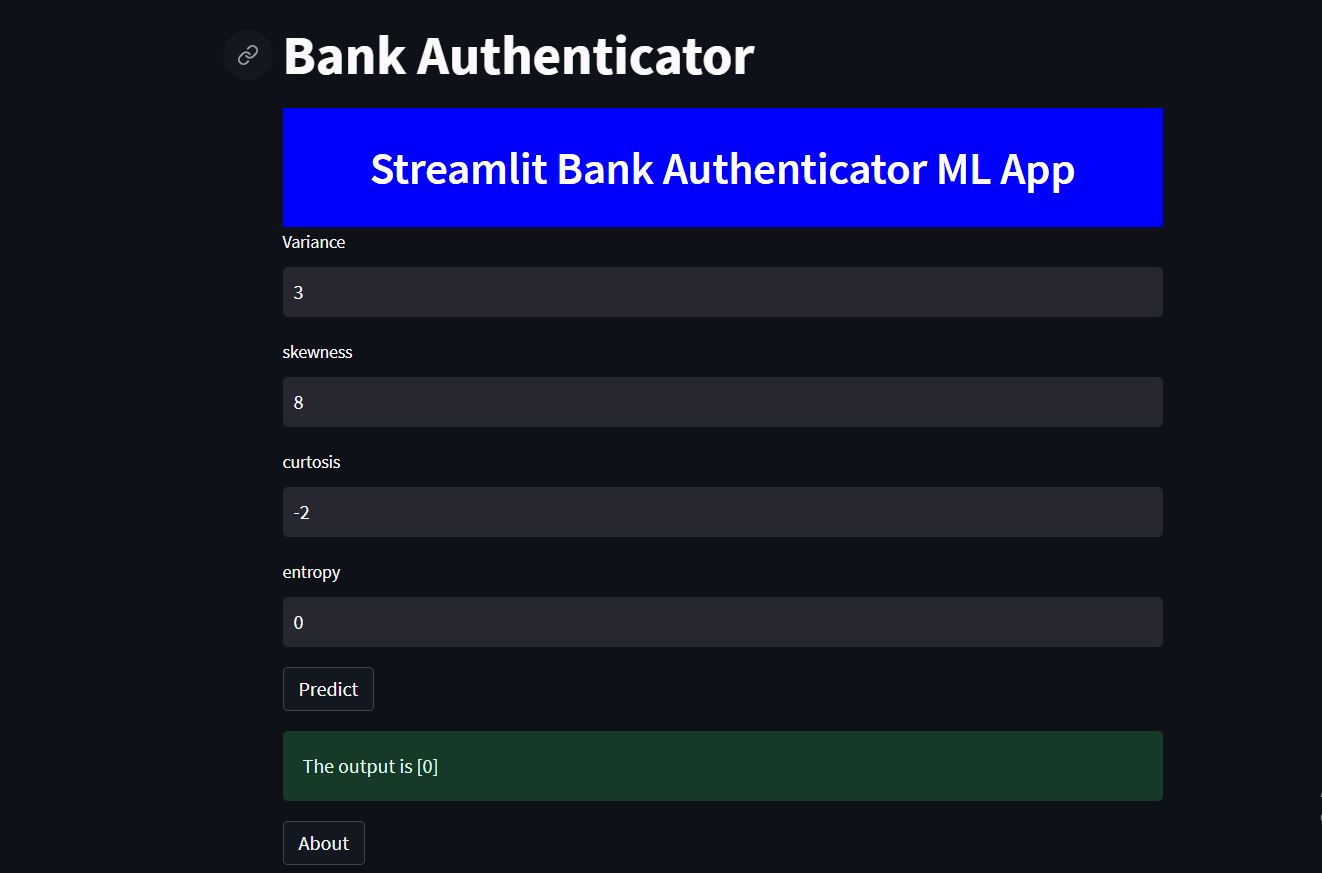 Bank Authenticator
Streamlit Bank Authenticator ML App
Variance
3
skewness
8
curtosis
-2
entropy
0
Predict
The output is [0]
About